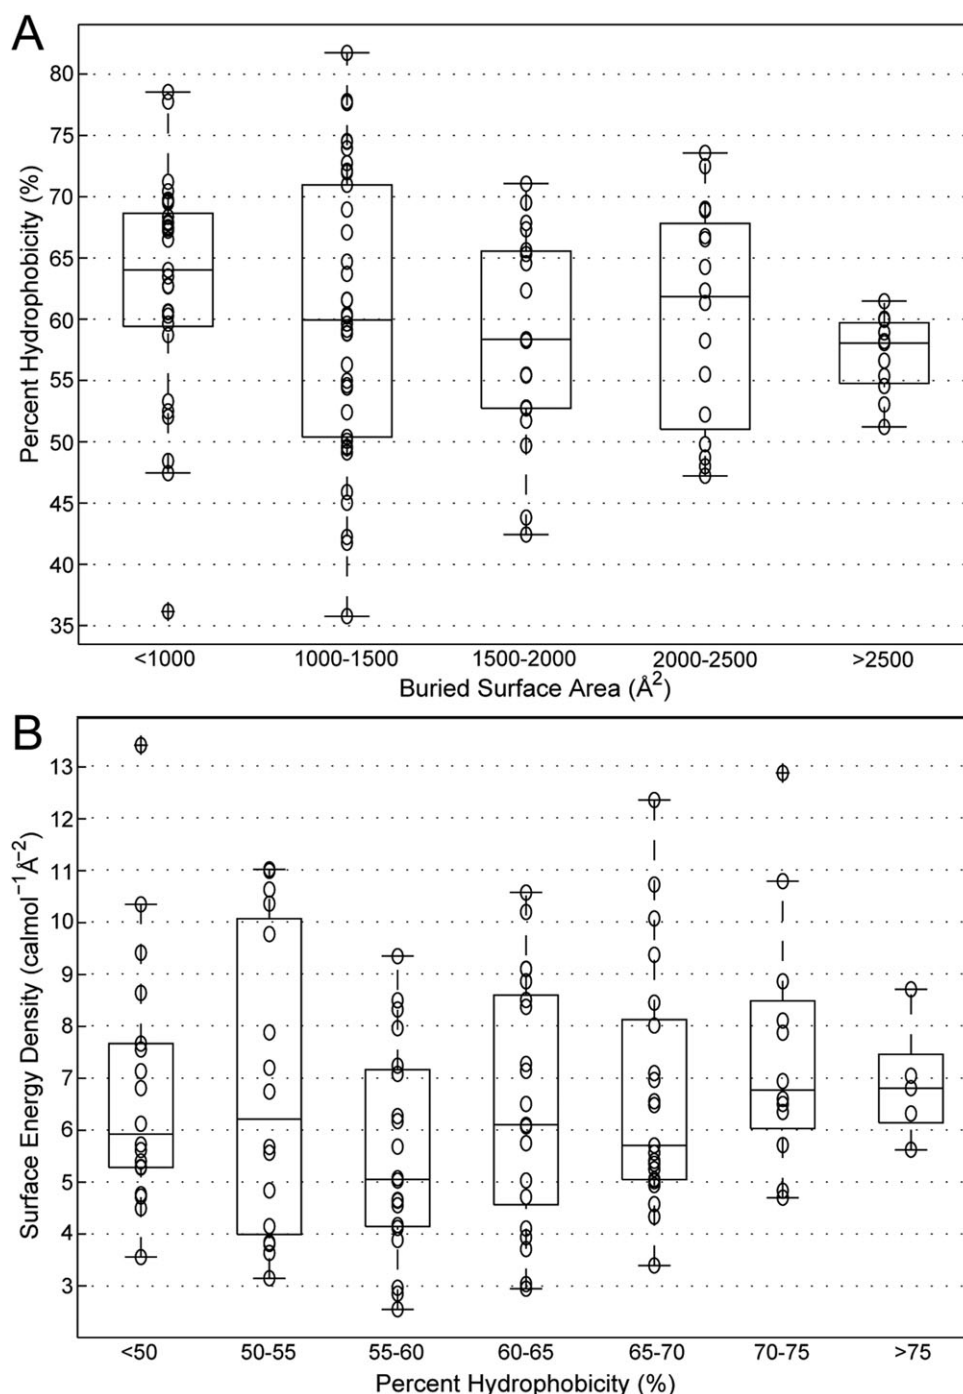 A
Percent Hydrophobicity (%)
80
75
70
65
60
55
50
45
40
35
<1000 1000-1500 1500-2000 2000-2500 >2500
Buried Surface Area (Å²)
B
Surface Energy Density (calmol⁻¹Å⁻²)
13
12
11
10
9
8
7
6
5
4
3
<50 50-55 55-60 60-65 65-70 70-75 >75
Percent Hydrophobicity (%)